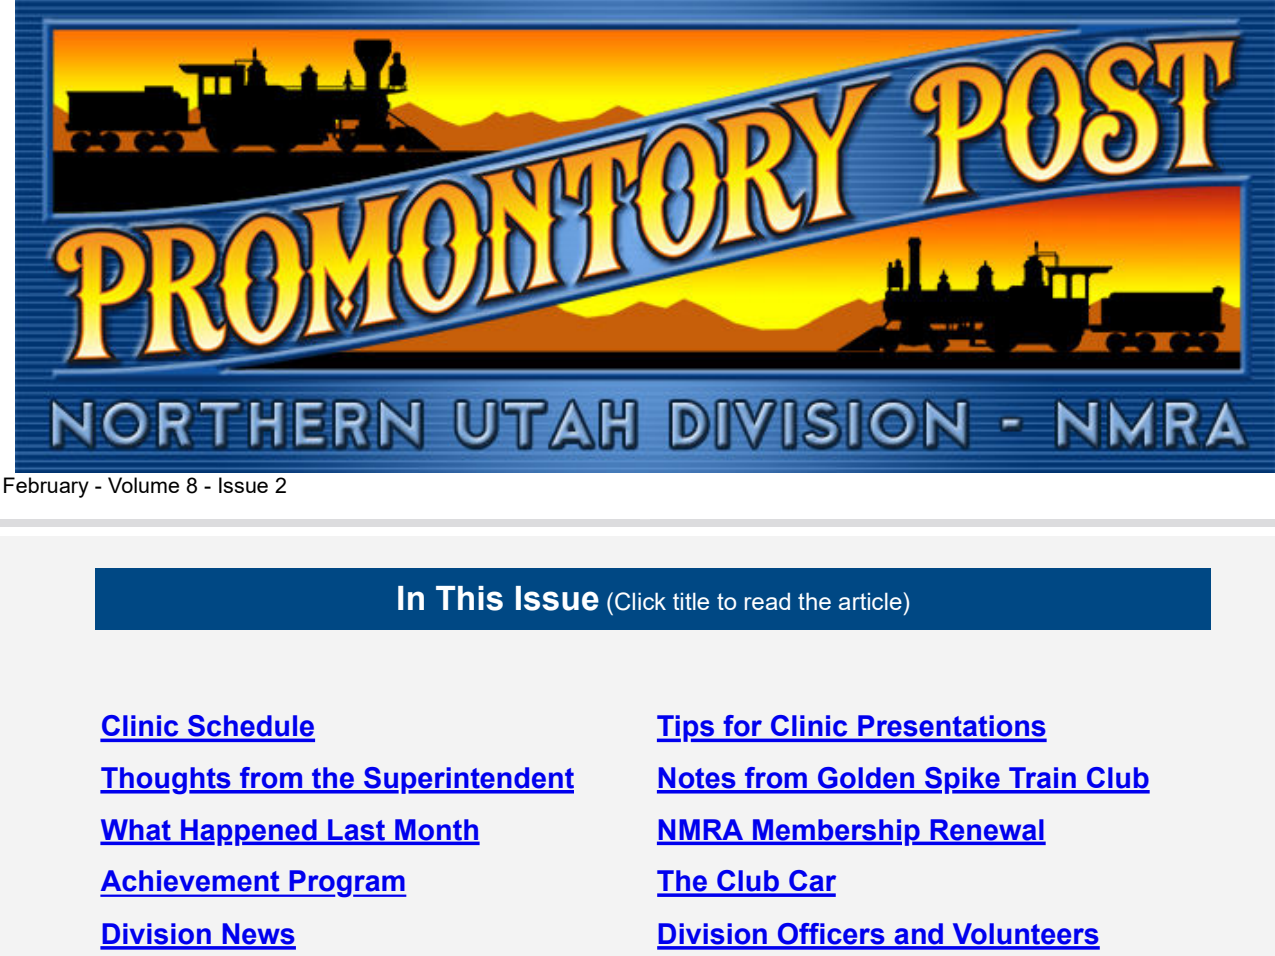 PROMONTORY POST
NORTHERN UTAH DIVISION - NMRA
February - Volume 8 - Issue 2
In This Issue (Click title to read the article)
Clinic Schedule
Thoughts from the Superintendent
What Happened Last Month
Achievement Program
Division News
Tips for Clinic Presentations
Notes from Golden Spike Train Club
NMRA Membership Renewal
The Club Car
Division Officers and Volunteers